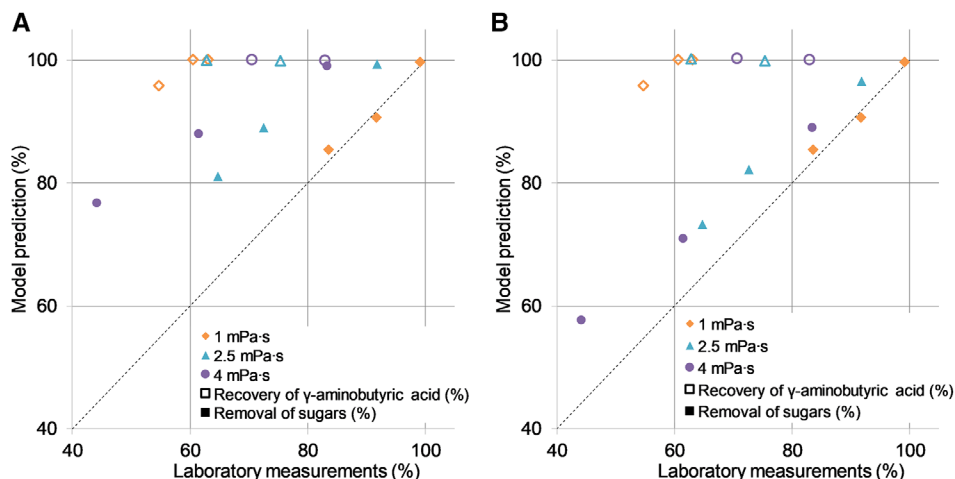 A
100
80
60
40
40
60
80
100
Model prediction (%)
Laboratory measurements (%)
1 mPa·s
2.5 mPa·s
4 mPa·s
Recovery of γ-aminobutyric acid (%)
Removal of sugars (%)
B
100
80
60
40
40
60
80
100
Model prediction (%)
Laboratory measurements (%)
1 mPa·s
2.5 mPa·s
4 mPa·s
Recovery of γ-aminobutyric acid (%)
Removal of sugars (%)